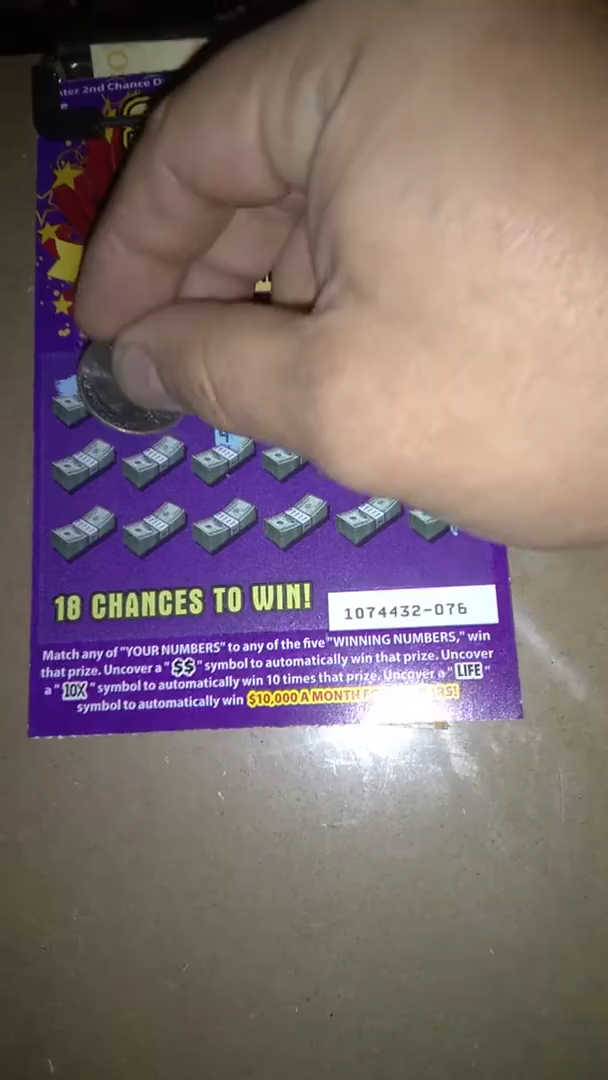 nter 2nd Chance D
e
4
18 CHANCES TO WIN!
1074432-076
Match any of "YOUR NUMBERS" to any of the five "WINNING NUMBERS," win
that prize. Uncover a "$$" symbol to automatically win that prize. Uncover
a "10X" symbol to automatically win 10 times that prize. Uncover a "LIFE"
symbol to automatically win $10,000 A MONTH